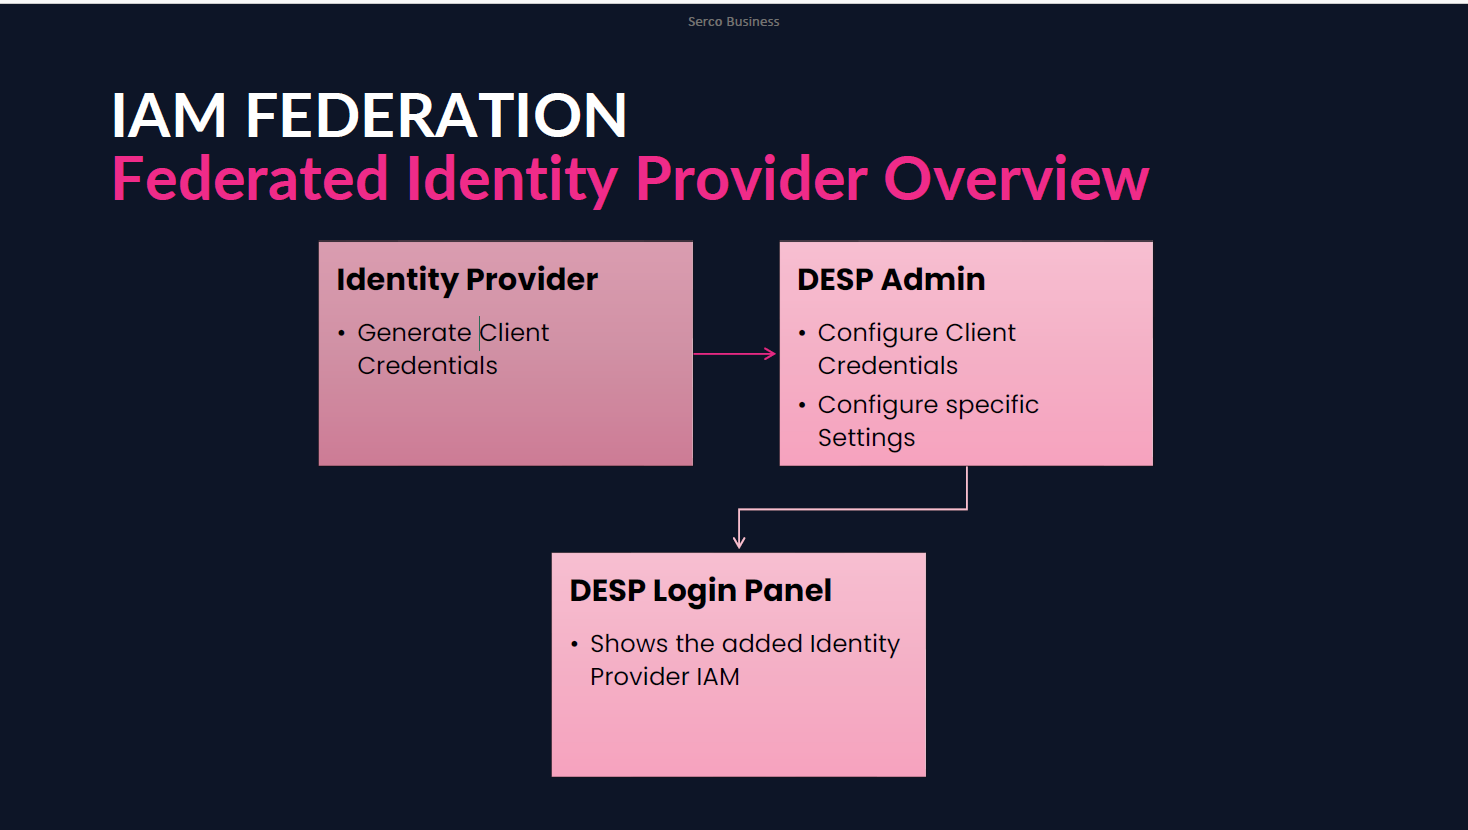 Serco Business
IAM FEDERATION
Federated Identity Provider Overview
Identity Provider
• Generate Client
Credentials
DESP Admin
• Configure Client
Credentials
• Configure specific
Settings
DESP Login Panel
• Shows the added Identity
Provider IAM